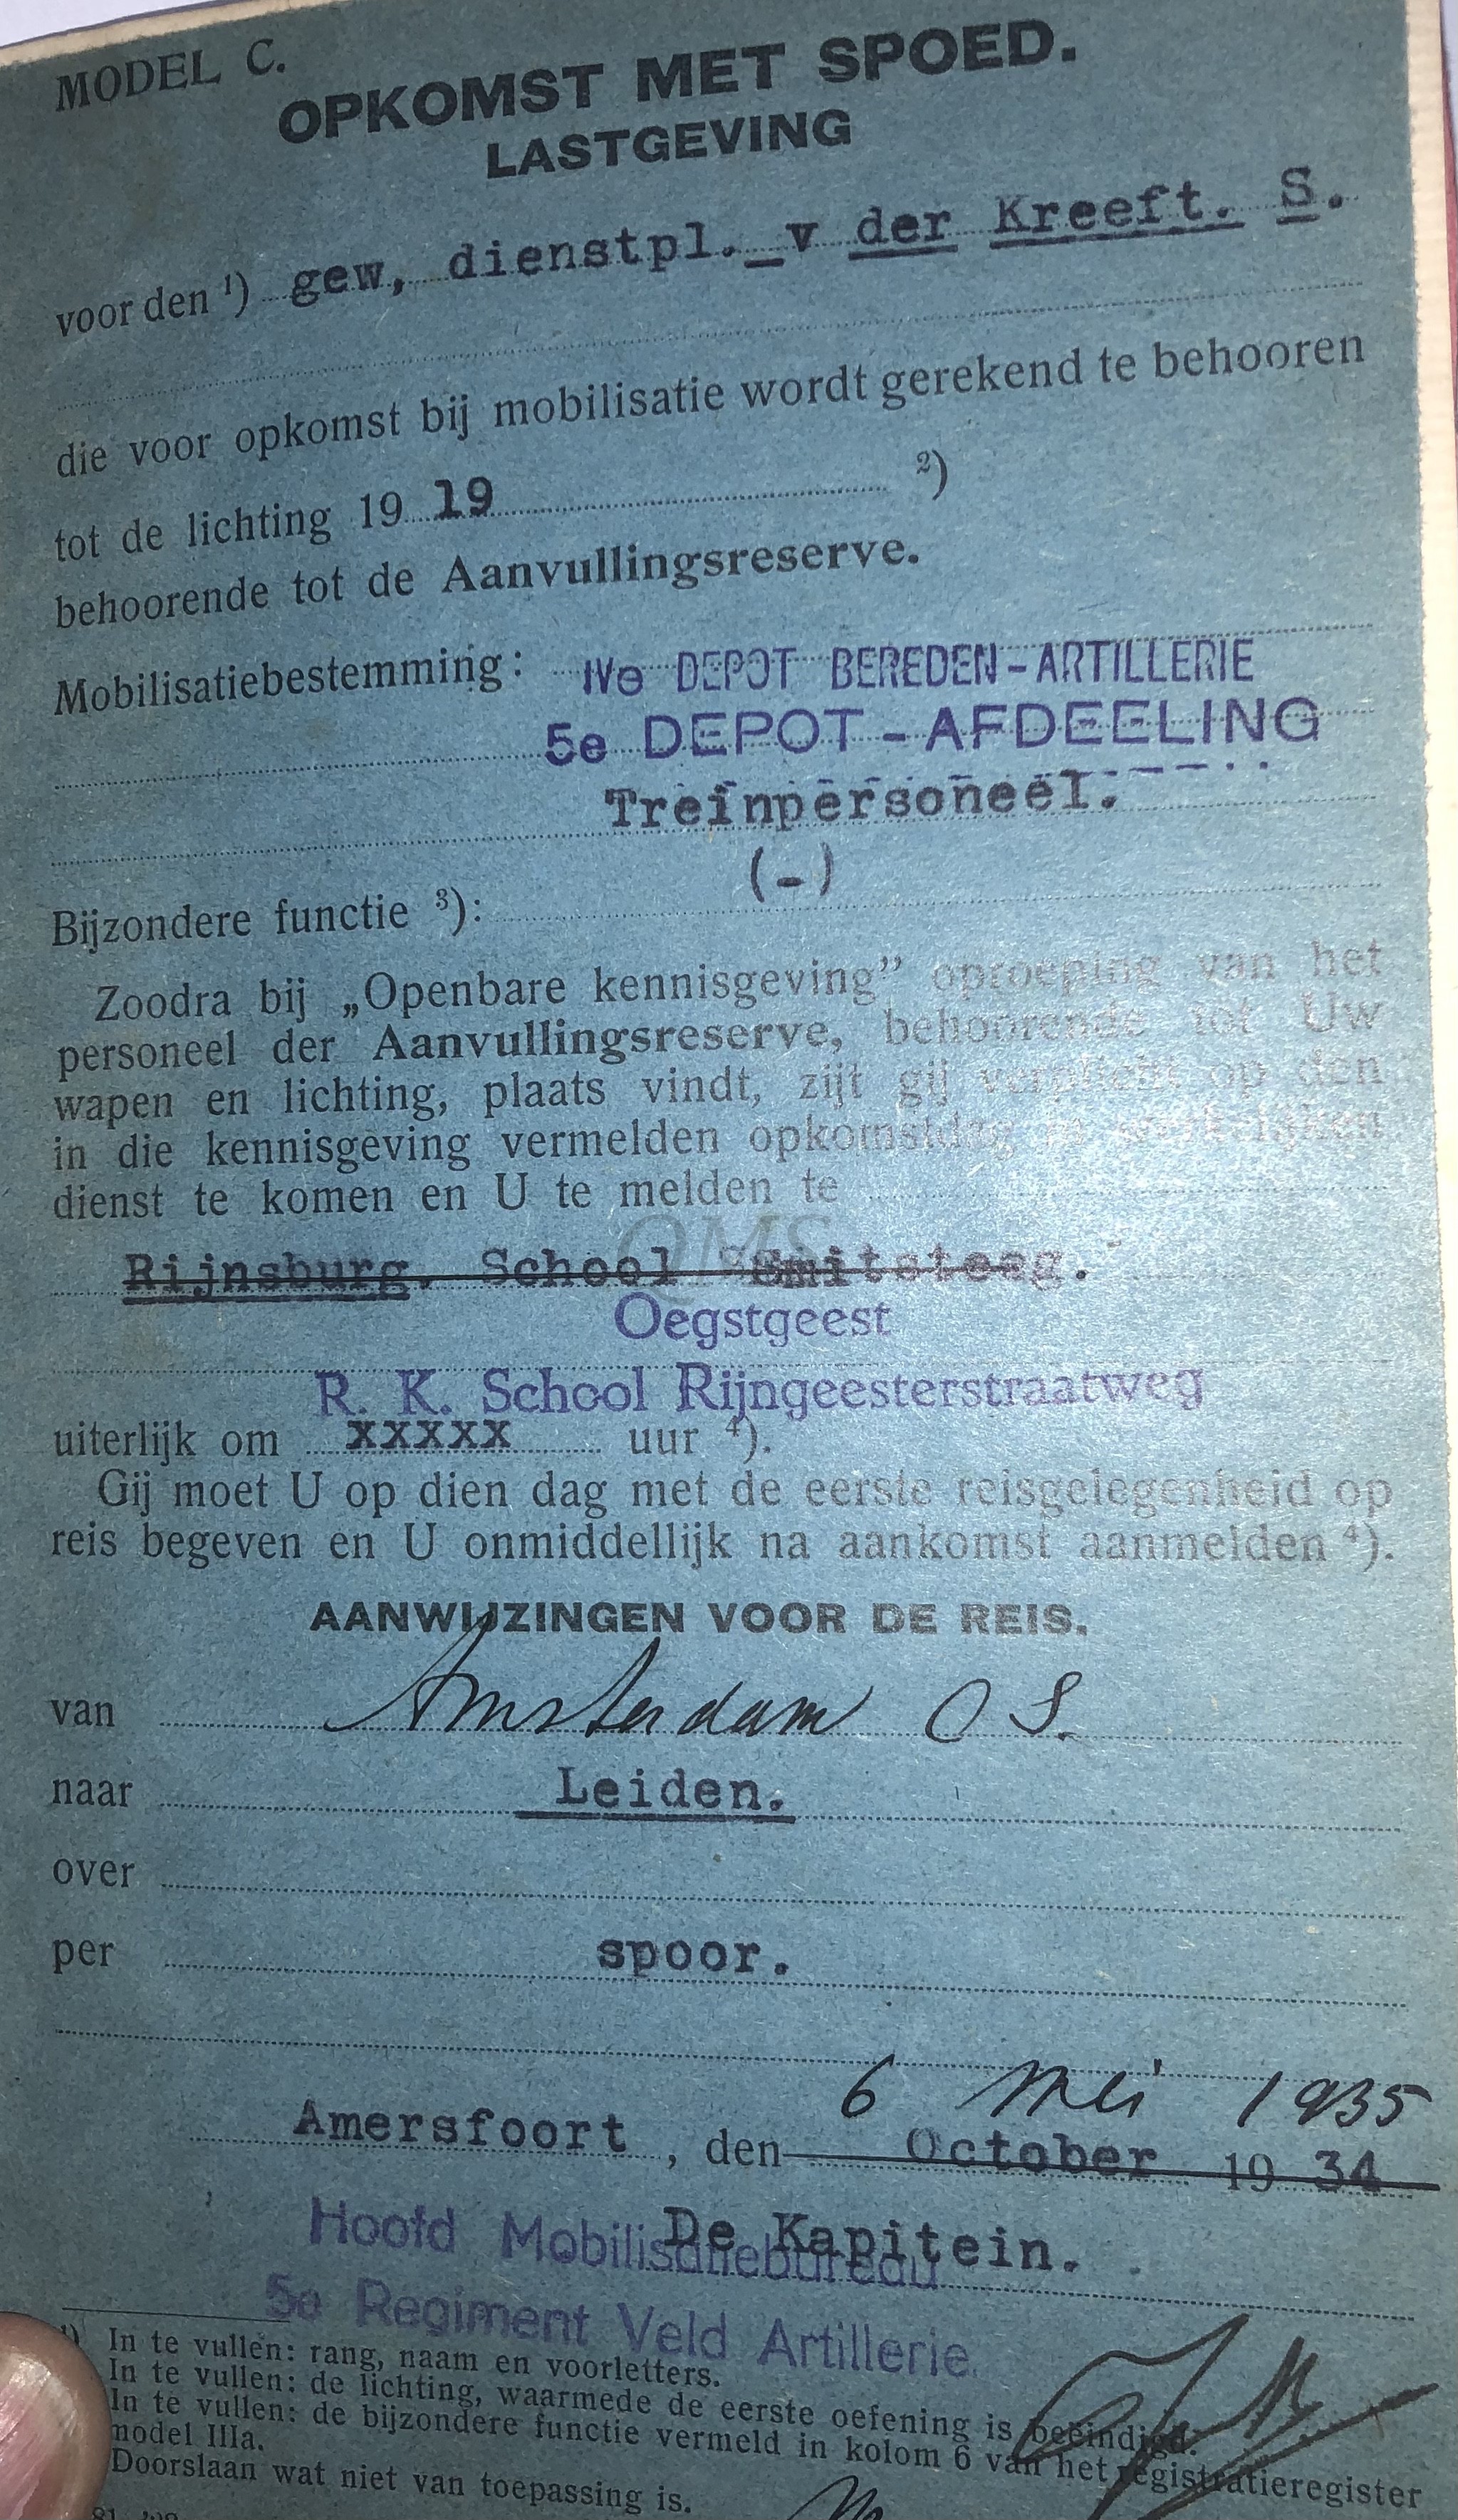 MODEL C.
OPKOMST MET SPOED.
LASTGEVING
voor den ¹) gew, dienstpl. v der Kreeft. S.
die voor opkomst bij mobilisatie wordt gerekend te behooren
tot de lichting 19 19 ²)
behoorende tot de Aanvullingsreserve.
Mobilisatiebestemming: IVe DEPOT BEREDEN-ARTILLERIE
5e DEPOT-AFDEELING
Treinpersoneel.
(-)
Bijzondere functie ³):
Zoodra bij „Openbare kennisgeving” oproeping van het
personeel der Aanvullingsreserve, behoorende tot Uw
wapen en lichting, plaats vindt, zijt gij verplicht op den
in die kennisgeving vermelden opkomstdag in werkelijken
dienst te komen en U te melden te
QMS
Rijnsburg. School Smitsteeg.
Oegstgeest
R. K. School Rijngeesterstraatweg
uiterlijk om xxxxx uur ⁴).
Gij moet U op dien dag met de eerste reisgelegenheid op
reis begeven en U onmiddellijk na aankomst aanmelden ⁴).
AANWIJZINGEN VOOR DE REIS.
van Amsterdam C S.
naar Leiden.
over
per spoor.
6 Mei 1935
Amersfoort, den October 19 34
De Kapitein.
Hoofd Mobilisatiebureau
5e Regiment Veld Artillerie.
¹) In te vullen: rang, naam en voorletters.
In te vullen: de lichting, waarmede de eerste oefening is beëindigd.
In te vullen: de bijzondere functie vermeld in kolom 6 van het registratieregister
model IIIa.
Doorslaan wat niet van toepassing is.